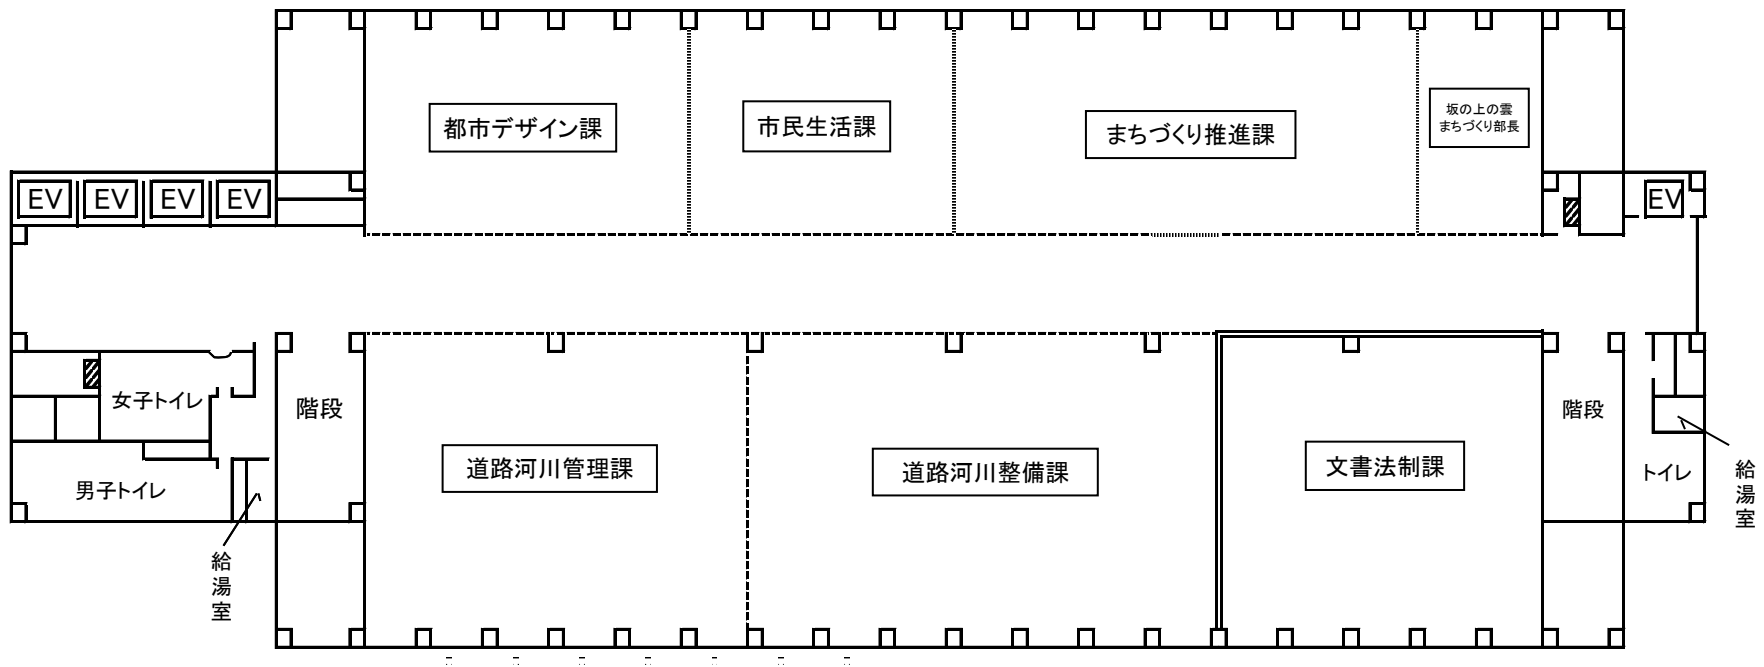 都市デザイン課
市民生活課
まちづくり推進課
坂の上の雲
まちづくり部長
EV
EV
EV
EV
EV
女子トイレ
階段
男子トイレ
給湯室
道路河川管理課
道路河川整備課
文書法制課
階段
トイレ
給湯室